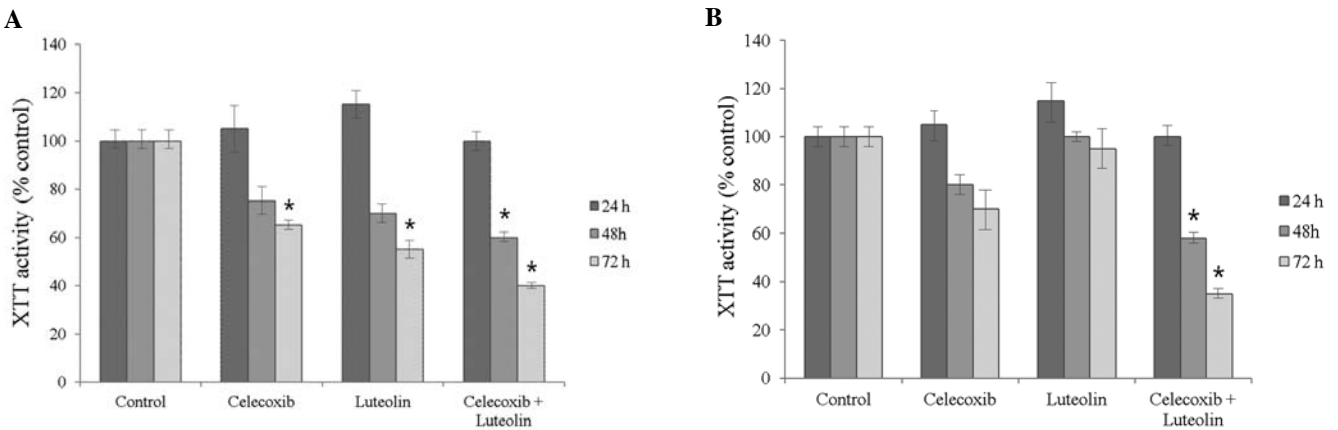 A
XTT activity (% control)
140
120
100
80
60
40
20
0
*
*
*
*
Control
Celecoxib
Luteolin
Celecoxib +
Luteolin
24 h
48h
72 h
B
XTT activity (% control)
140
120
100
80
60
40
20
0
*
*
Control
Celecoxib
Luteolin
Celecoxib +
Luteolin
24 h
48h
72 h